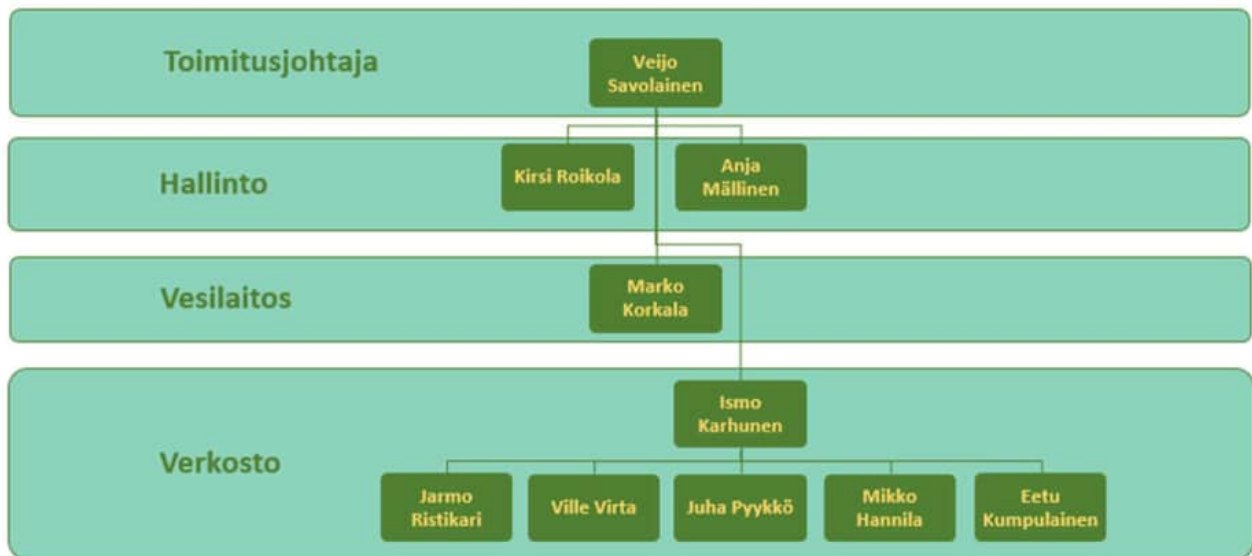 Toimitusjohtaja
Veijo
Savolainen
Hallinto
Kirsi Roikola
Anja
Mällinen
Vesilaitos
Marko
Korkala
Verkosto
Ismo
Karhunen
Jarmo
Ristikari
Ville Virta
Juha Pyykkö
Mikko
Hannila
Eetu
Kumpulainen